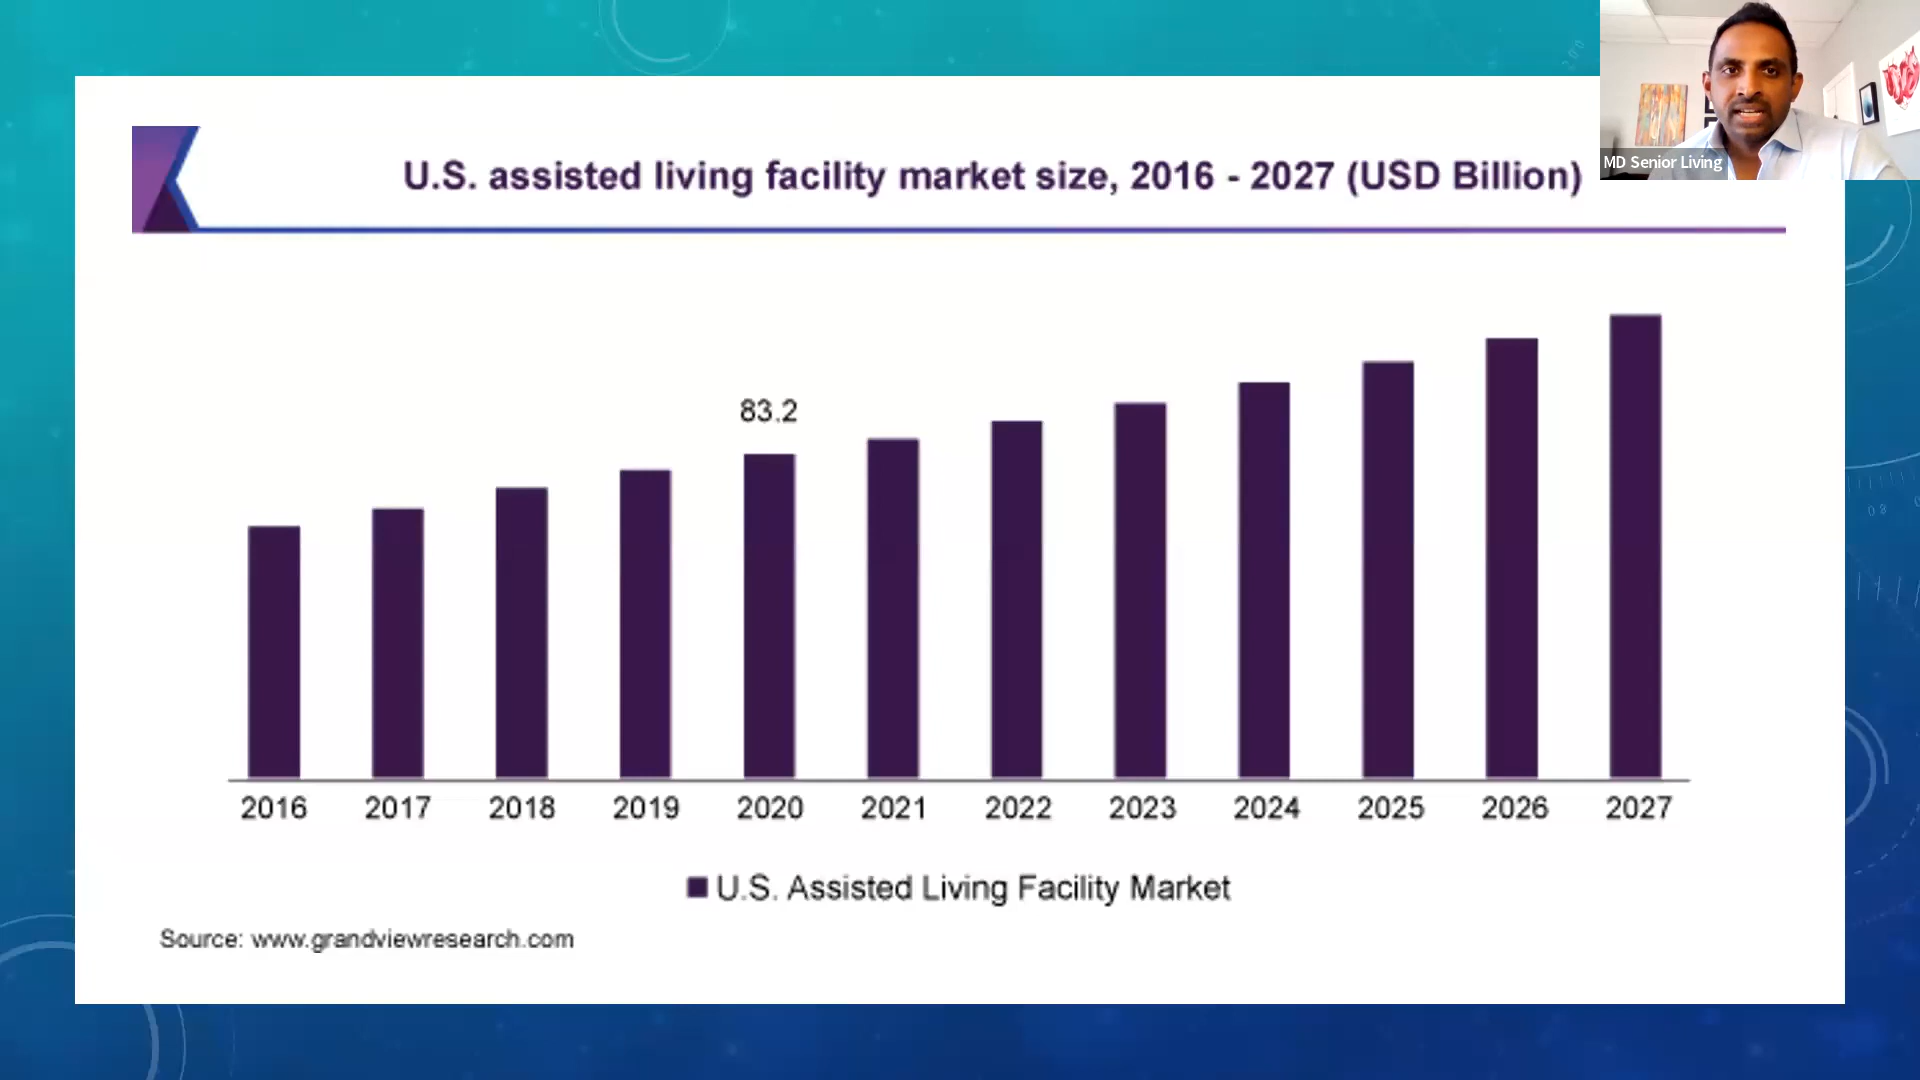 MD Senior Living
U.S. assisted living facility market size, 2016 - 2027 (USD Billion)
83.2
2016 2017 2018 2019 2020 2021 2022 2023 2024 2025 2026 2027
U.S. Assisted Living Facility Market
Source: www.grandviewresearch.com